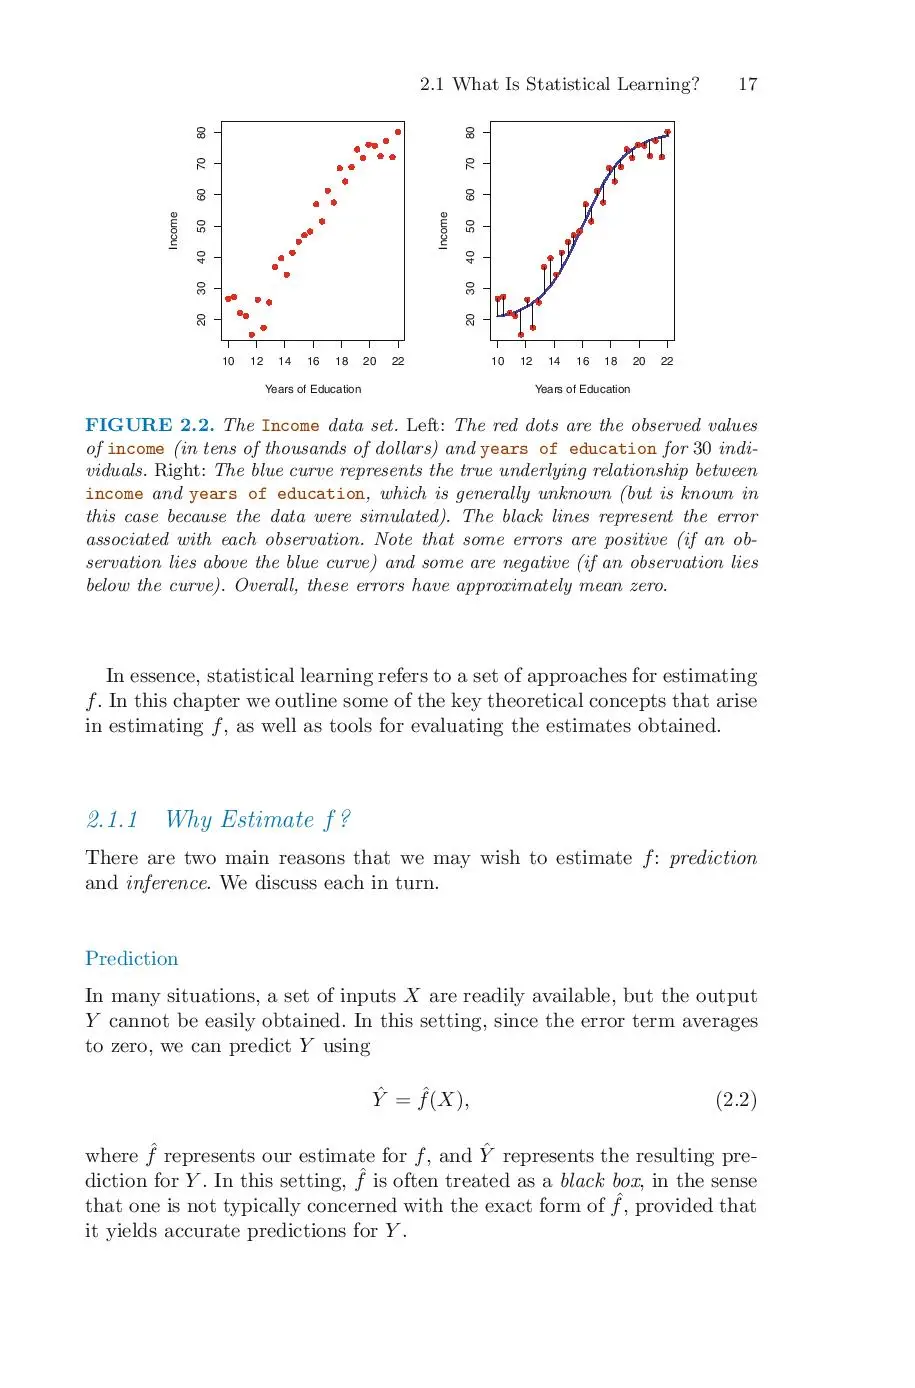 2.1 What Is Statistical Learning? 17
Income
20 30 40 50 60 70 80
10 12 14 16 18 20 22
Years of Education
Income
20 30 40 50 60 70 80
10 12 14 16 18 20 22
Years of Education
FIGURE 2.2. The Income data set. Left: The red dots are the observed values
of income (in tens of thousands of dollars) and years of education for 30 indi-
viduals. Right: The blue curve represents the true underlying relationship between
income and years of education, which is generally unknown (but is known in
this case because the data were simulated). The black lines represent the error
associated with each observation. Note that some errors are positive (if an ob-
servation lies above the blue curve) and some are negative (if an observation lies
below the curve). Overall, these errors have approximately mean zero.
In essence, statistical learning refers to a set of approaches for estimating
f. In this chapter we outline some of the key theoretical concepts that arise
in estimating f, as well as tools for evaluating the estimates obtained.
2.1.1 Why Estimate f?
There are two main reasons that we may wish to estimate f: prediction
and inference. We discuss each in turn.
Prediction
In many situations, a set of inputs X are readily available, but the output
Y cannot be easily obtained. In this setting, since the error term averages
to zero, we can predict Y using
Ŷ = f̂(X), (2.2)
where f̂ represents our estimate for f, and Ŷ represents the resulting pre-
diction for Y. In this setting, f̂ is often treated as a black box, in the sense
that one is not typically concerned with the exact form of f̂, provided that
it yields accurate predictions for Y.